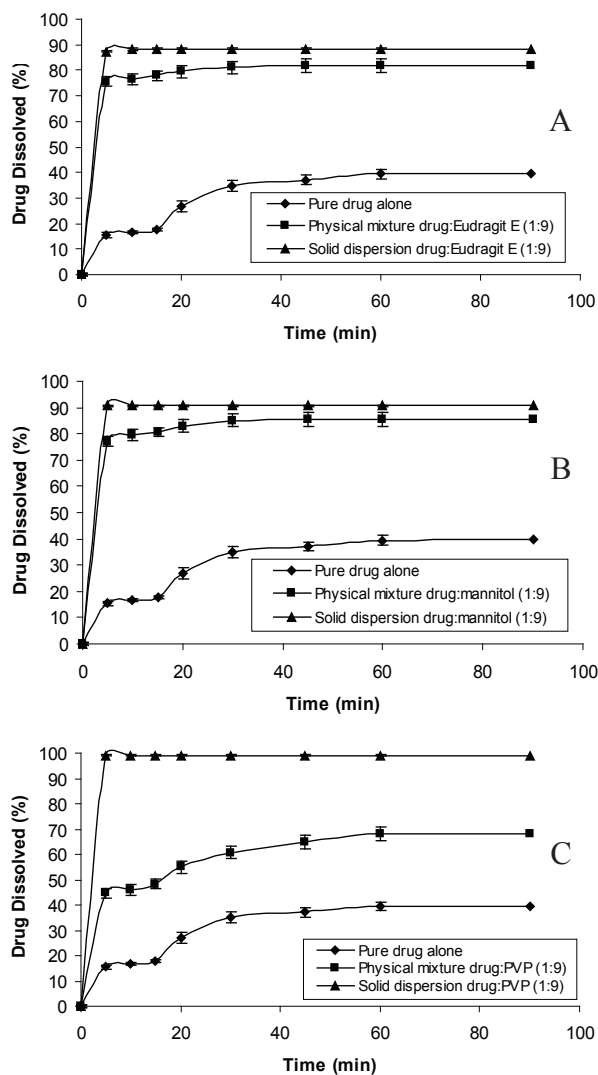 100
90
80
70
60
50
40
30
20
10
0
Drug Dissolved (%)
A
Pure drug alone
Physical mixture drug:Eudragit E (1:9)
Solid dispersion drug:Eudragit E (1:9)
0 20 40 60 80 100
Time (min)
100
90
80
70
60
50
40
30
20
10
0
Drug Dissolved (%)
B
Pure drug alone
Physical mixture drug:mannitol (1:9)
Solid dispersion drug:mannitol (1:9)
0 20 40 60 80 100
Time (min)
100
90
80
70
60
50
40
30
20
10
0
Drug Dissolved (%)
C
Pure drug alone
Physical mixture drug:PVP (1:9)
Solid dispersion drug:PVP (1:9)
0 20 40 60 80 100
Time (min)